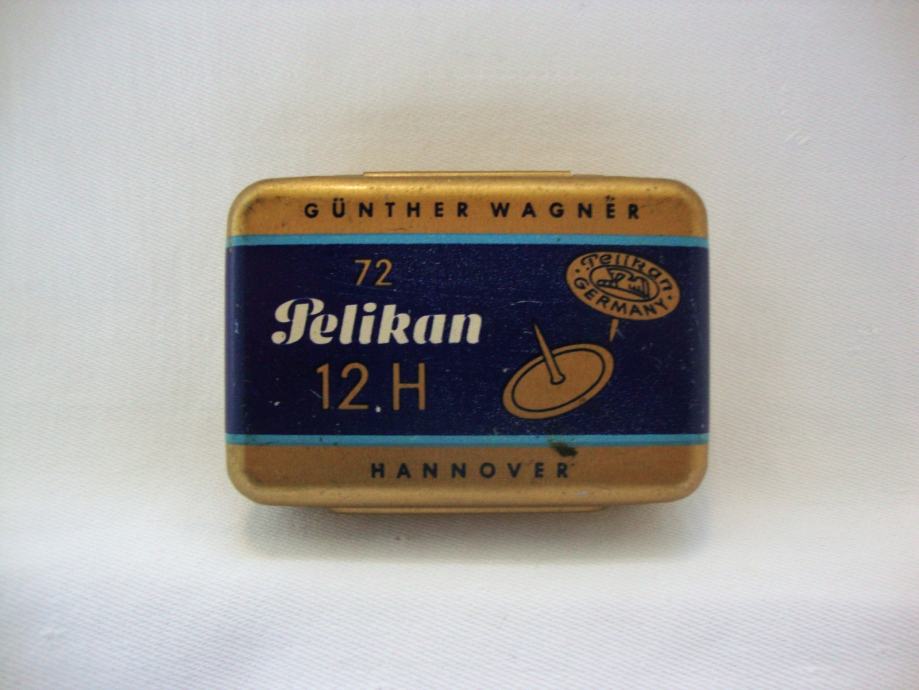 GÜNTHER WAGNER
72
Pelikan
12 H
Pelikan
GERMANY
HANNOVER